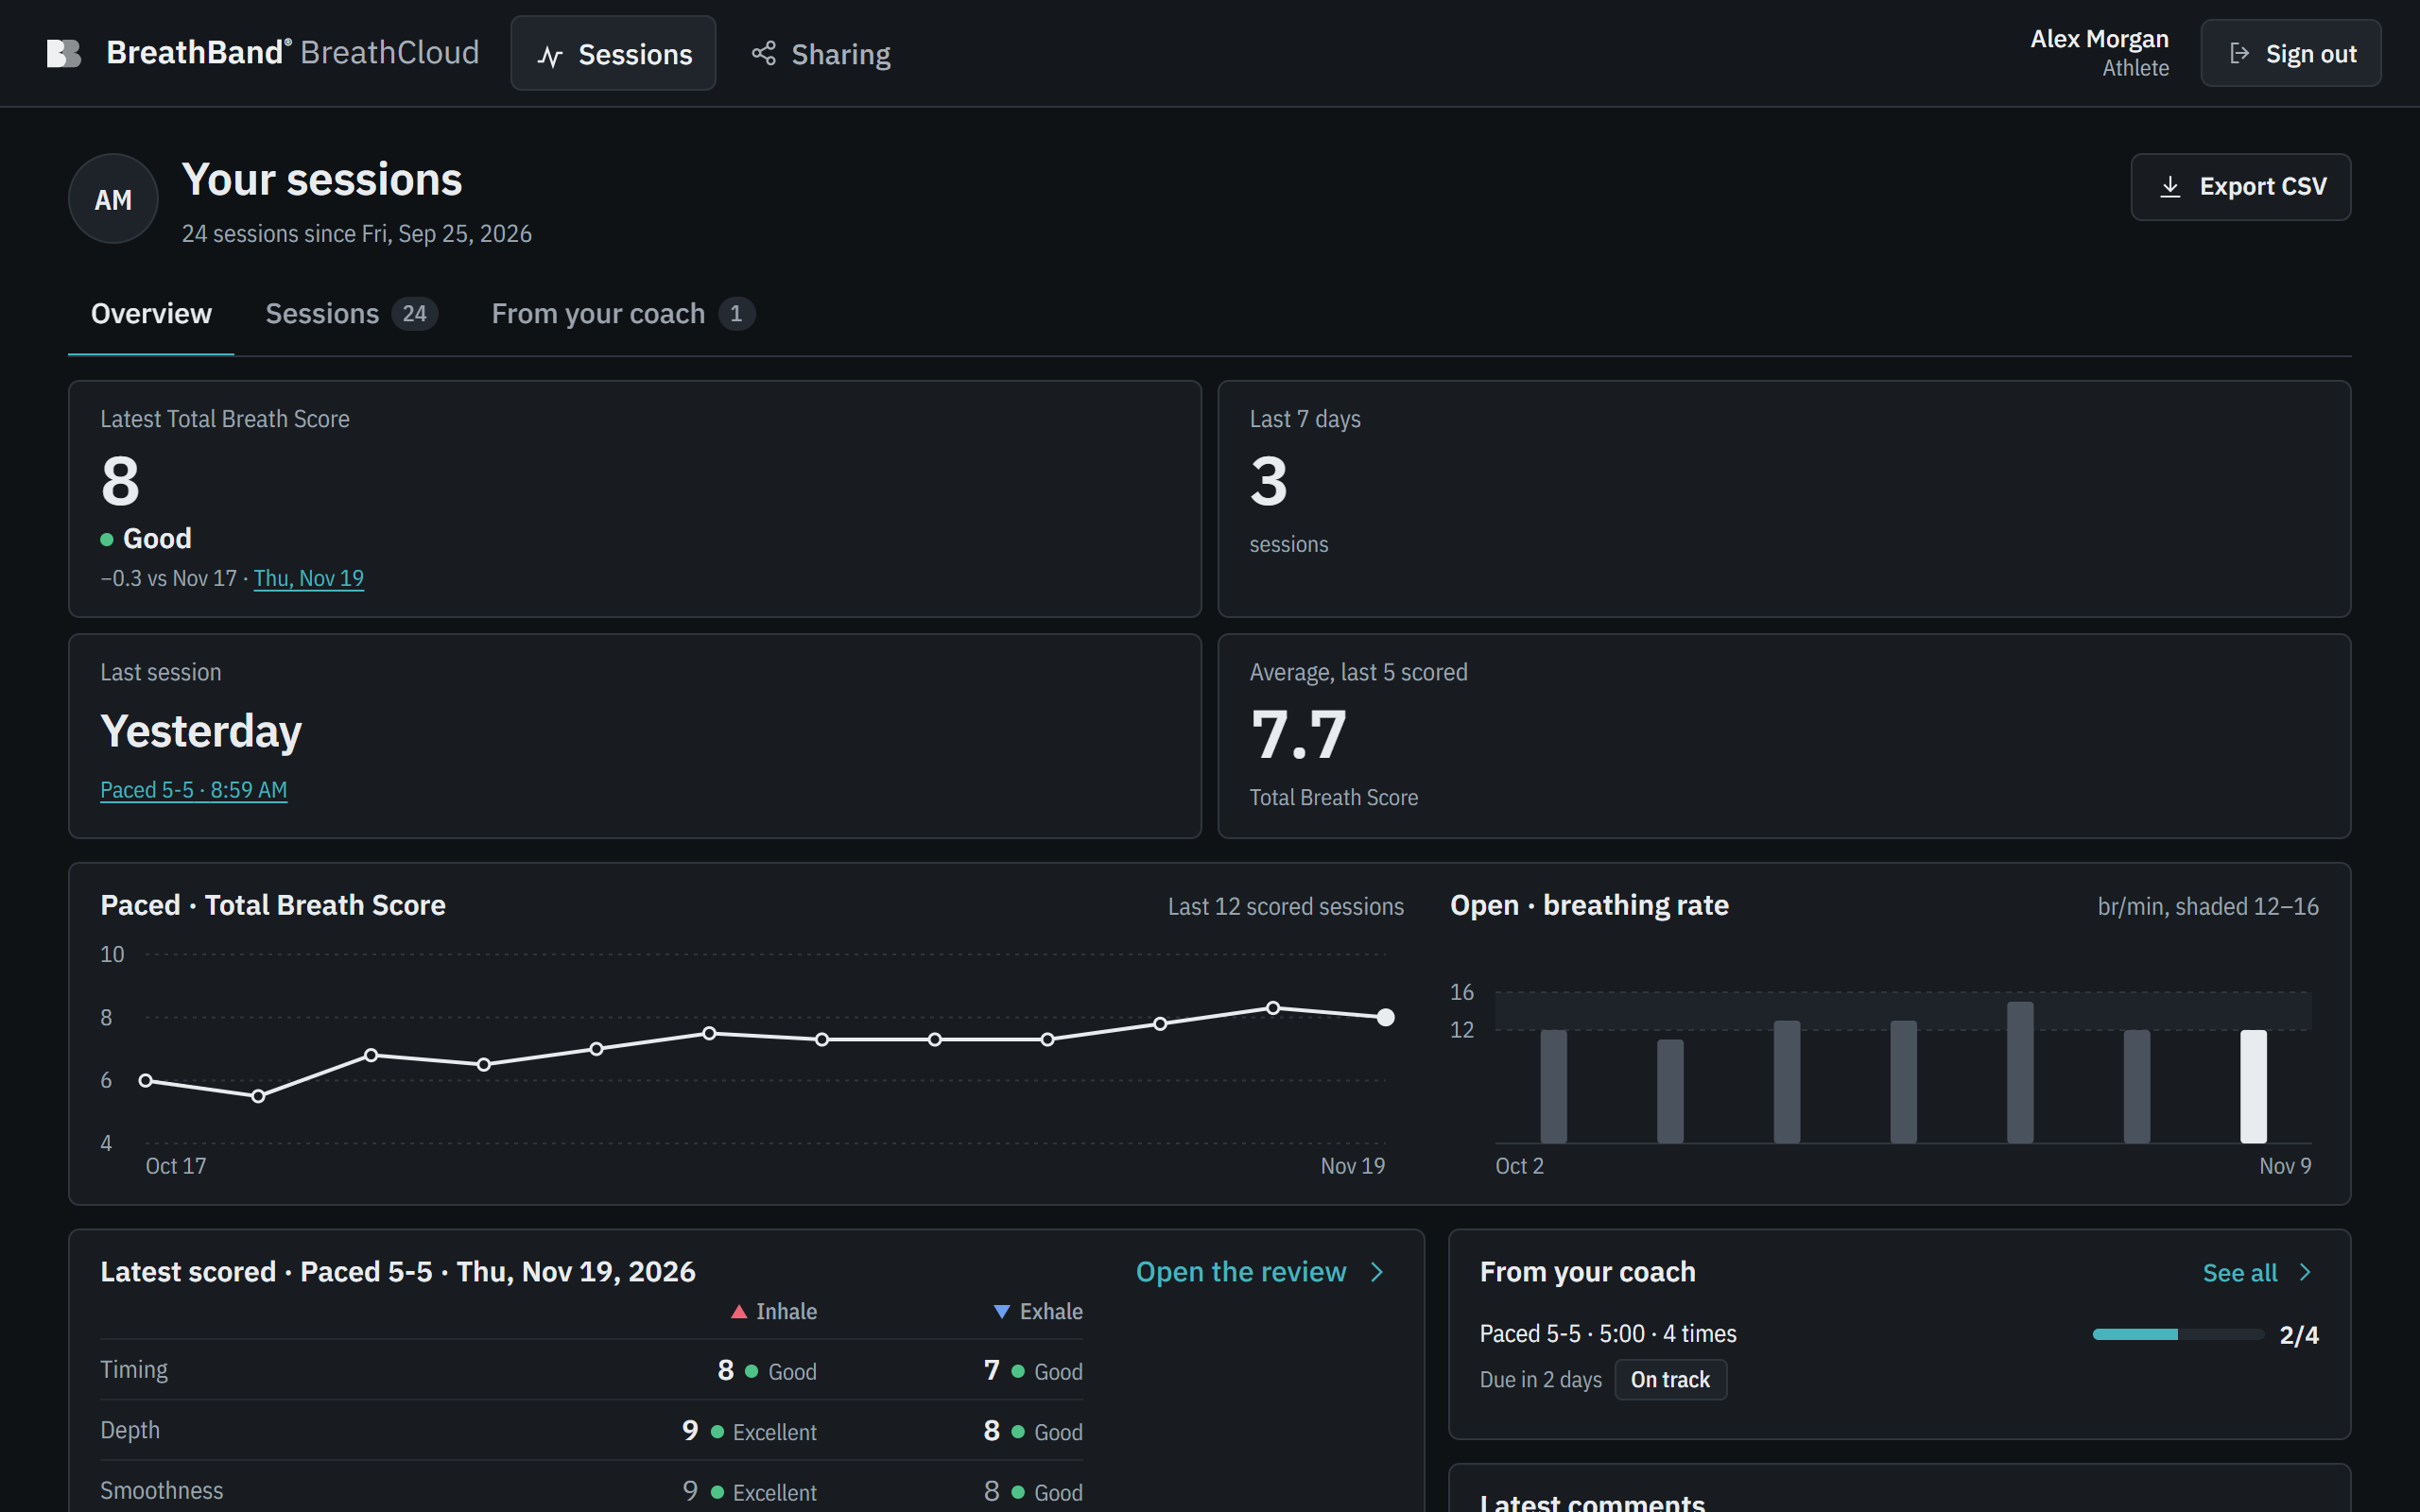 BreathBand® BreathCloud
Sessions
Sharing
Alex Morgan
Athlete
Sign out
AM
Your sessions
24 sessions since Fri, Sep 25, 2026
Export CSV
Overview
Sessions 24
From your coach 1
Latest Total Breath Score
8
Good
−0.3 vs Nov 17 · Thu, Nov 19
Last 7 days
3
sessions
Last session
Yesterday
Paced 5-5 · 8:59 AM
Average, last 5 scored
7.7
Total Breath Score
Paced · Total Breath Score
Last 12 scored sessions
10
8
6
4
Oct 17
Nov 19
Open · breathing rate
br/min, shaded 12–16
16
12
Oct 2
Nov 9
Latest scored · Paced 5-5 · Thu, Nov 19, 2026
Open the review
Inhale
Exhale
Timing
8 Good
7 Good
Depth
9 Excellent
8 Good
Smoothness
9 Excellent
8 Good
From your coach
See all
Paced 5-5 · 5:00 · 4 times
2/4
Due in 2 days
On track
Latest comments